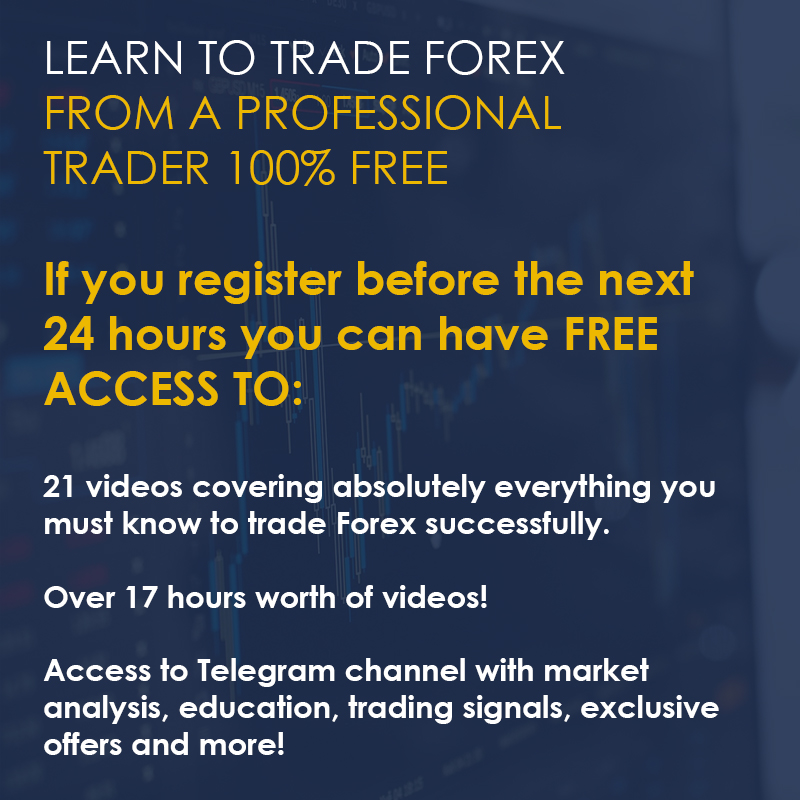 LEARN TO TRADE FOREX
FROM A PROFESSIONAL
TRADER 100% FREE
If you register before the next
24 hours you can have FREE
ACCESS TO:
21 videos covering absolutely everything you
must know to trade Forex successfully.
Over 17 hours worth of videos!
Access to Telegram channel with market
analysis, education, trading signals, exclusive
offers and more!